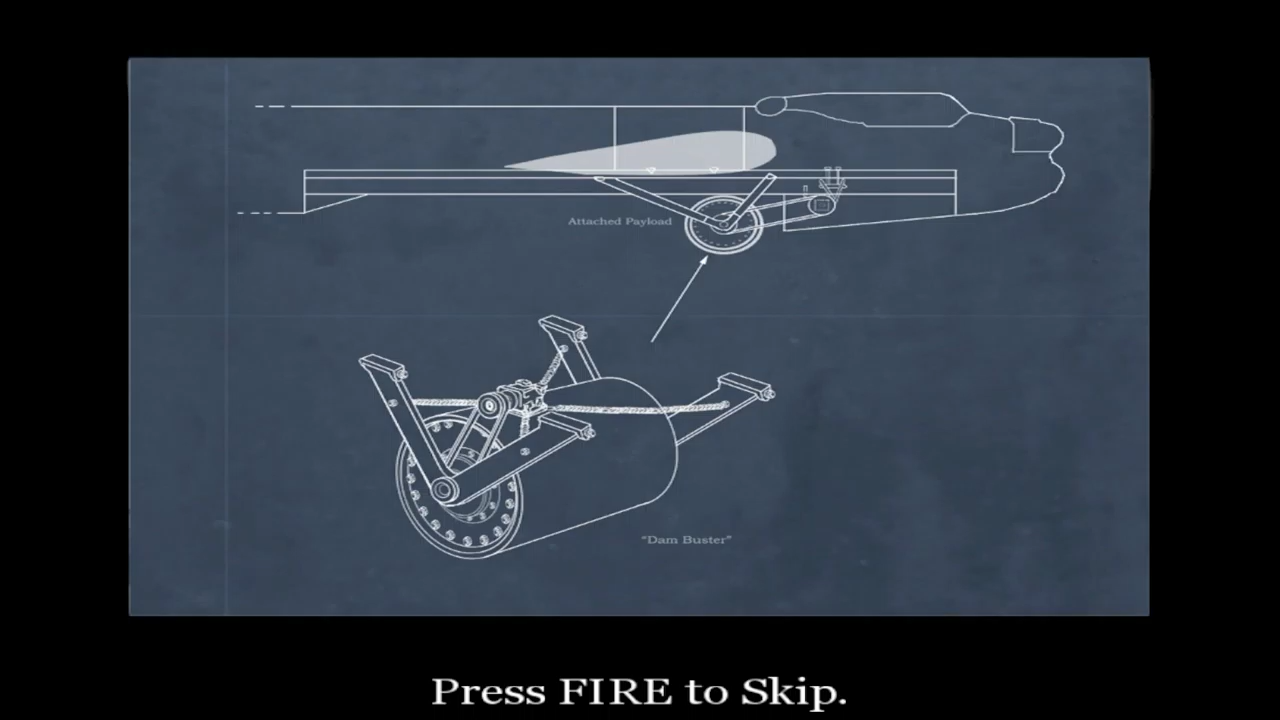 Attached Payload
"Dam Buster"
Press FIRE to Skip.